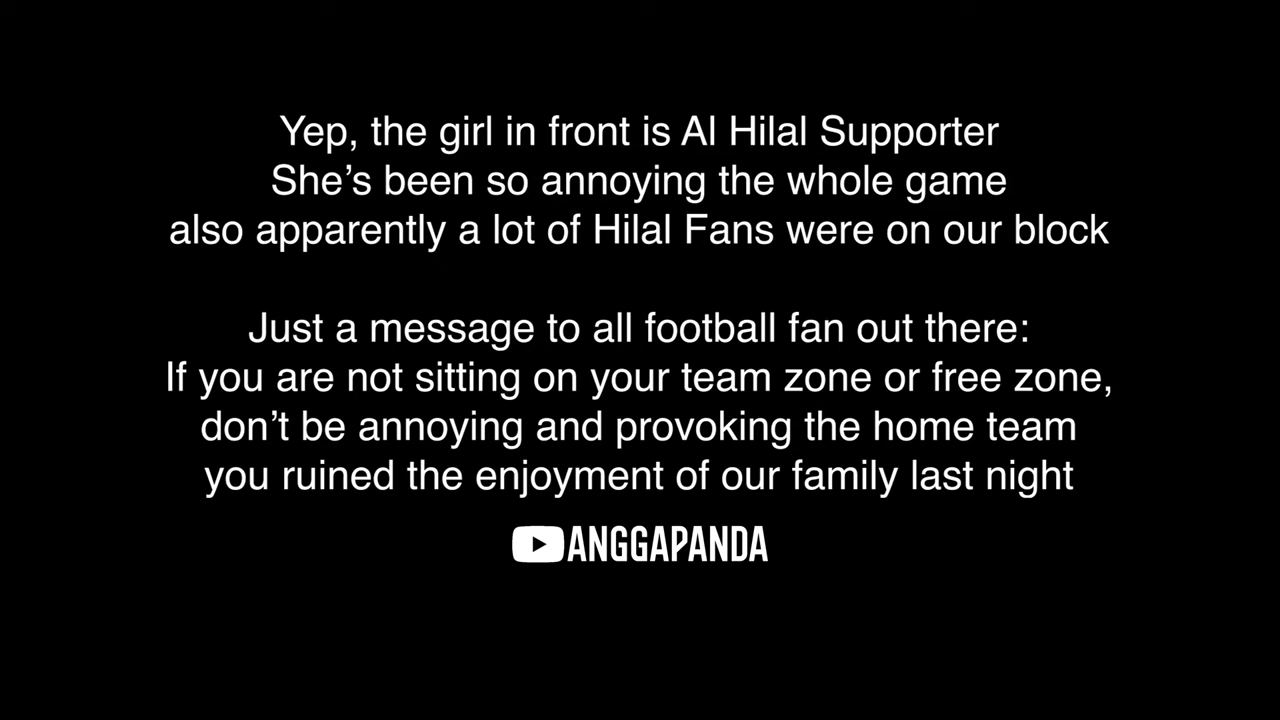 Yep, the girl in front is Al Hilal Supporter
She’s been so annoying the whole game
also apparently a lot of Hilal Fans were on our block
Just a message to all football fan out there:
If you are not sitting on your team zone or free zone,
don’t be annoying and provoking the home team
you ruined the enjoyment of our family last night
ANGGAPANDA